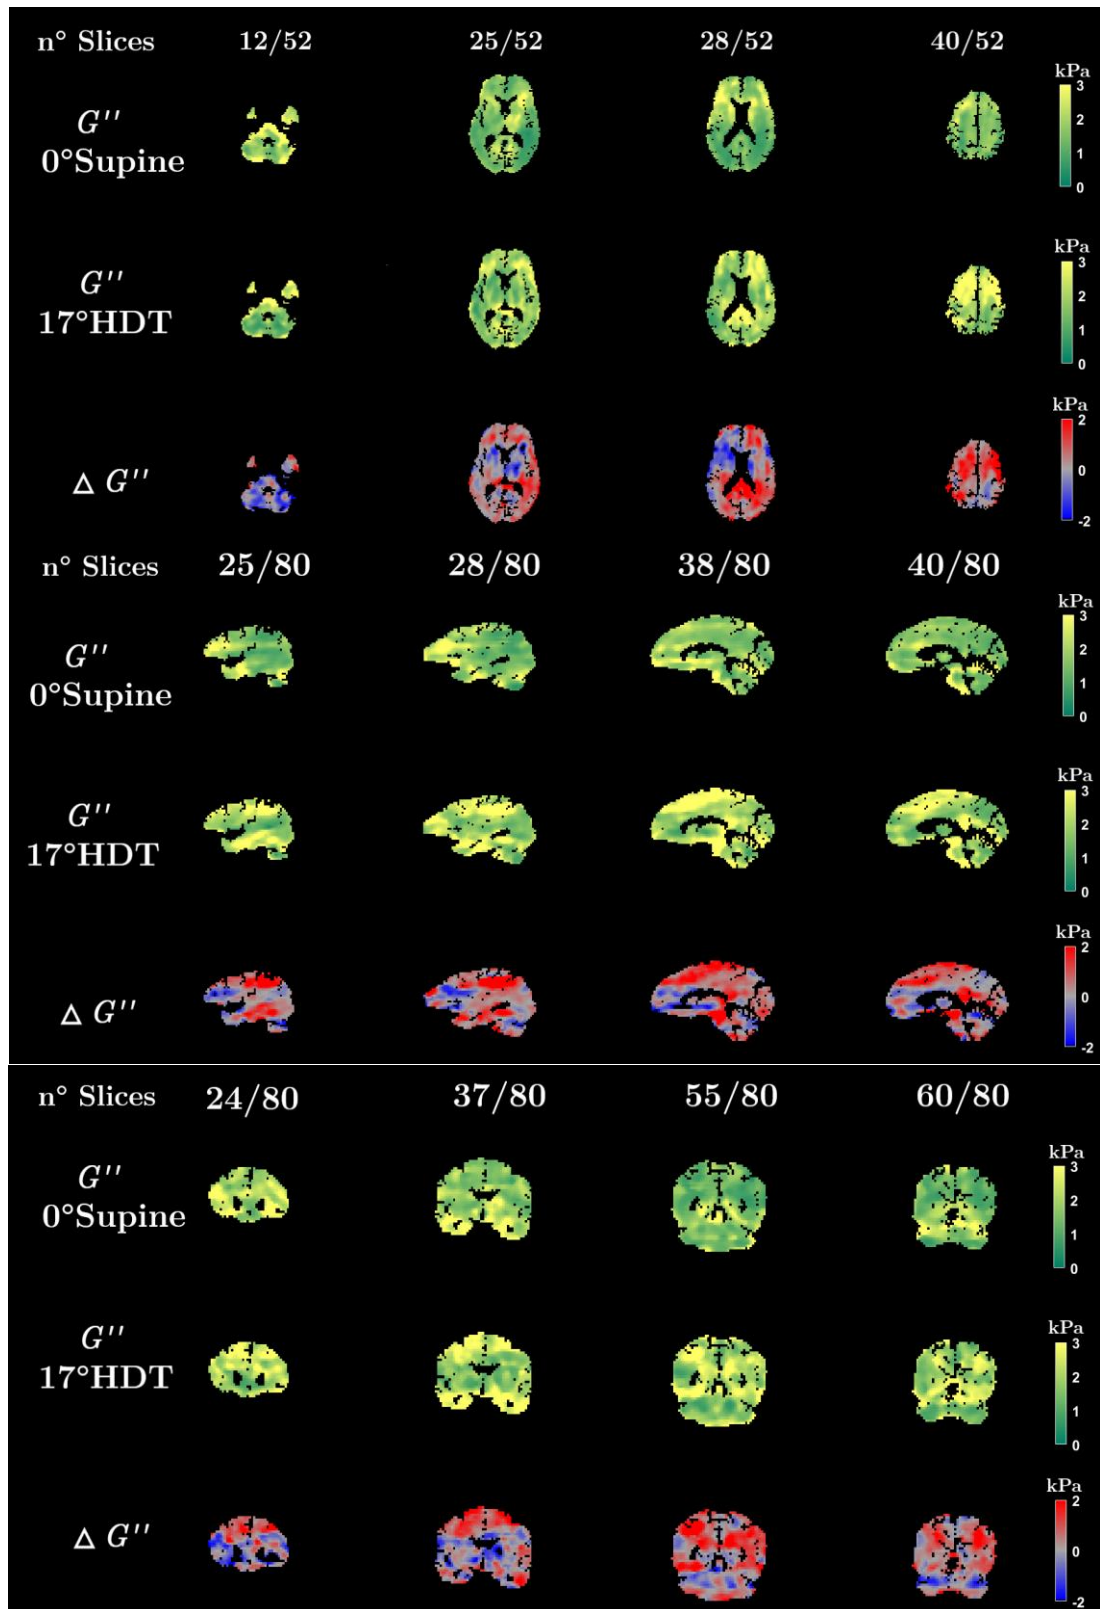 n° Slices 12/52 25/52 28/52 40/52
kPa
G'' 3
0°Supine 2
1
0
G'' 3
17°HDT 2
1
0
kPa
2
Δ G'' 0
-2
n° Slices 25/80 28/80 38/80 40/80
kPa
G'' 3
0°Supine 2
1
0
kPa
G'' 3
17°HDT 2
1
0
kPa
2
Δ G'' 0
-2
n° Slices 24/80 37/80 55/80 60/80
kPa
G'' 3
0°Supine 2
1
0
kPa
G'' 3
17°HDT 2
1
0
kPa
2
Δ G'' 0
-2